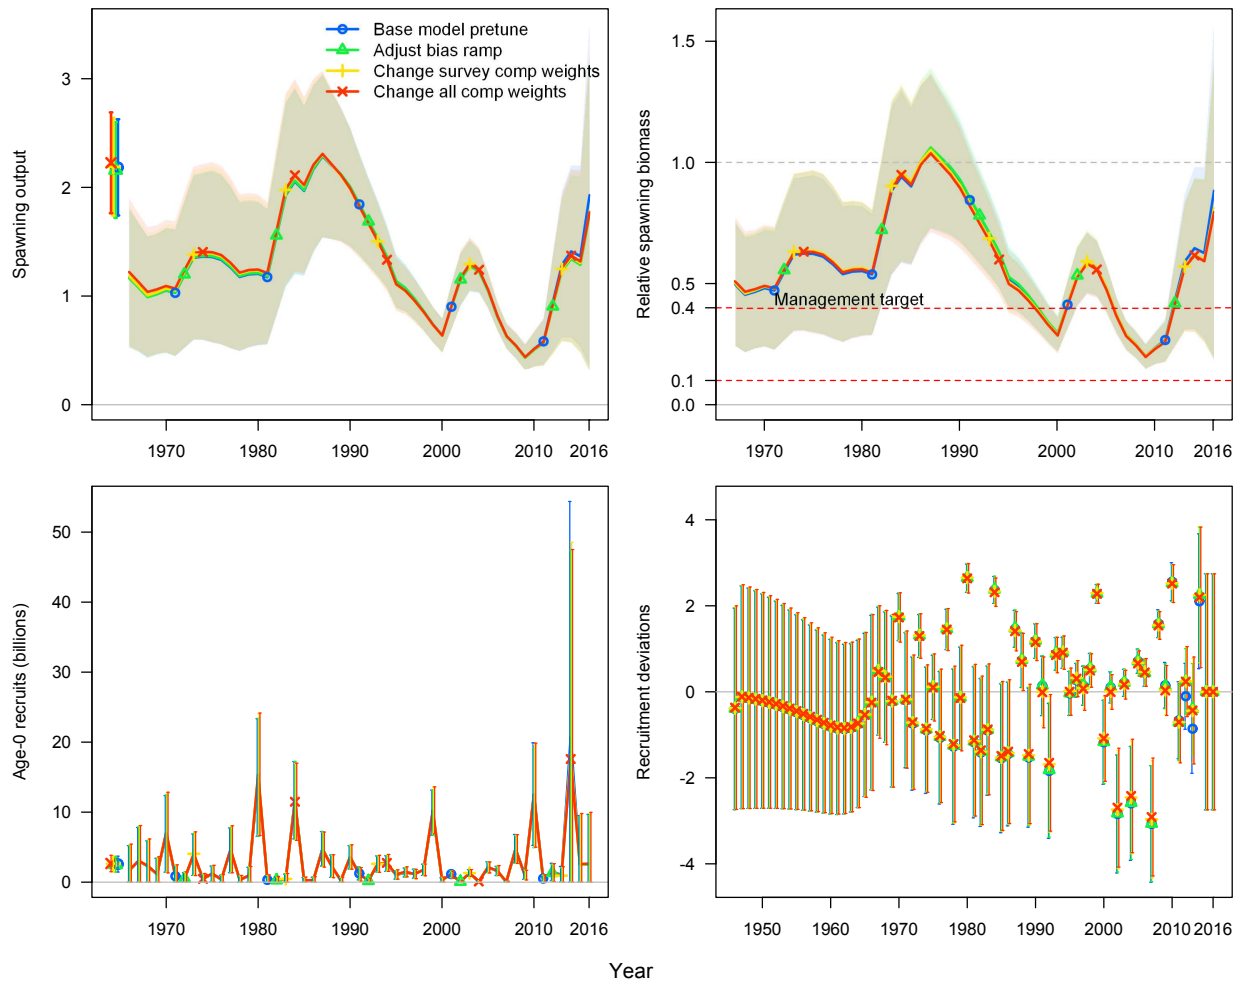 Base model pretune
Adjust bias ramp
Change survey comp weights
Change all comp weights
Spawning output
3
2
1
0
1970 1980 1990 2000 2010 2016
Relative spawning biomass
1.5
1.0
0.5
0.4
0.1
0.0
Management target
1970 1980 1990 2000 2010 2016
Age-0 recruits (billions)
50
40
30
20
10
0
1970 1980 1990 2000 2010 2016
Recruitment deviations
4
2
0
-2
-4
1950 1960 1970 1980 1990 2000 2010 2016
Year